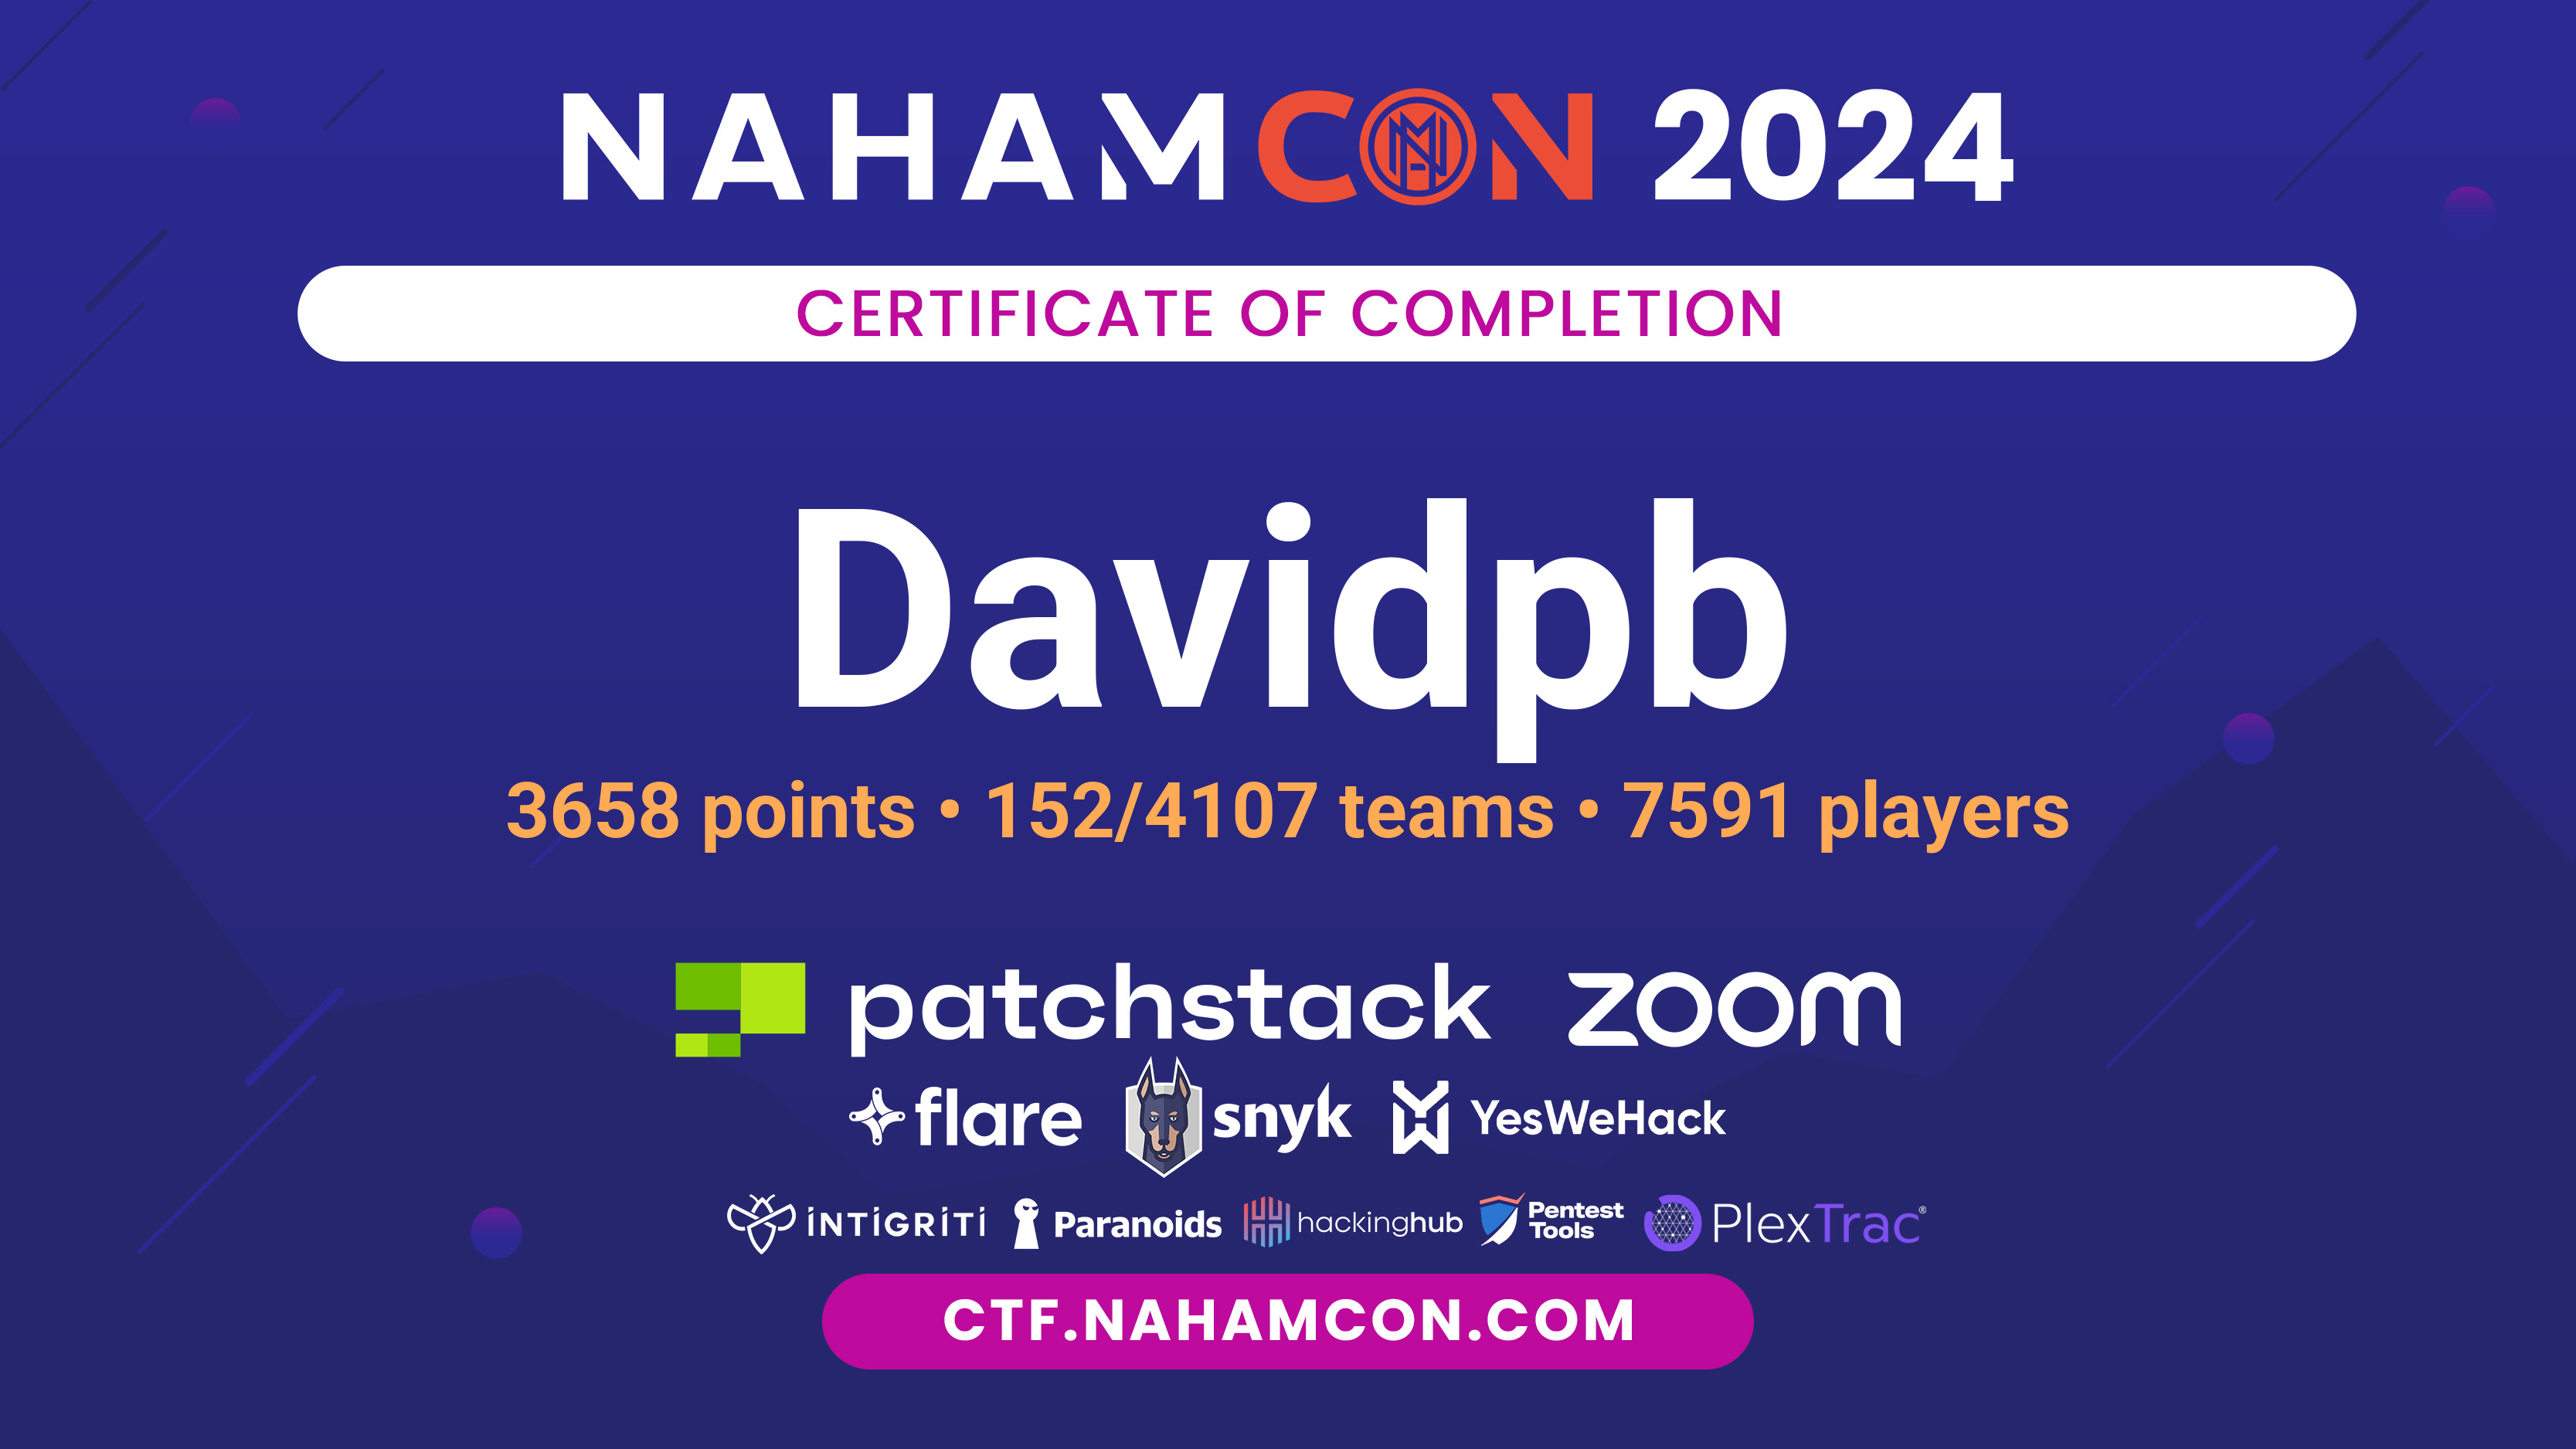 NAHAMCON 2024
CERTIFICATE OF COMPLETION
Davidpb
3658 points • 152/4107 teams • 7591 players
patchstack zoom
flare snyk YesWeHack
INTIGRITI Paranoids hackinghub Pentest Tools PlexTrac®
CTF.NAHAMCON.COM